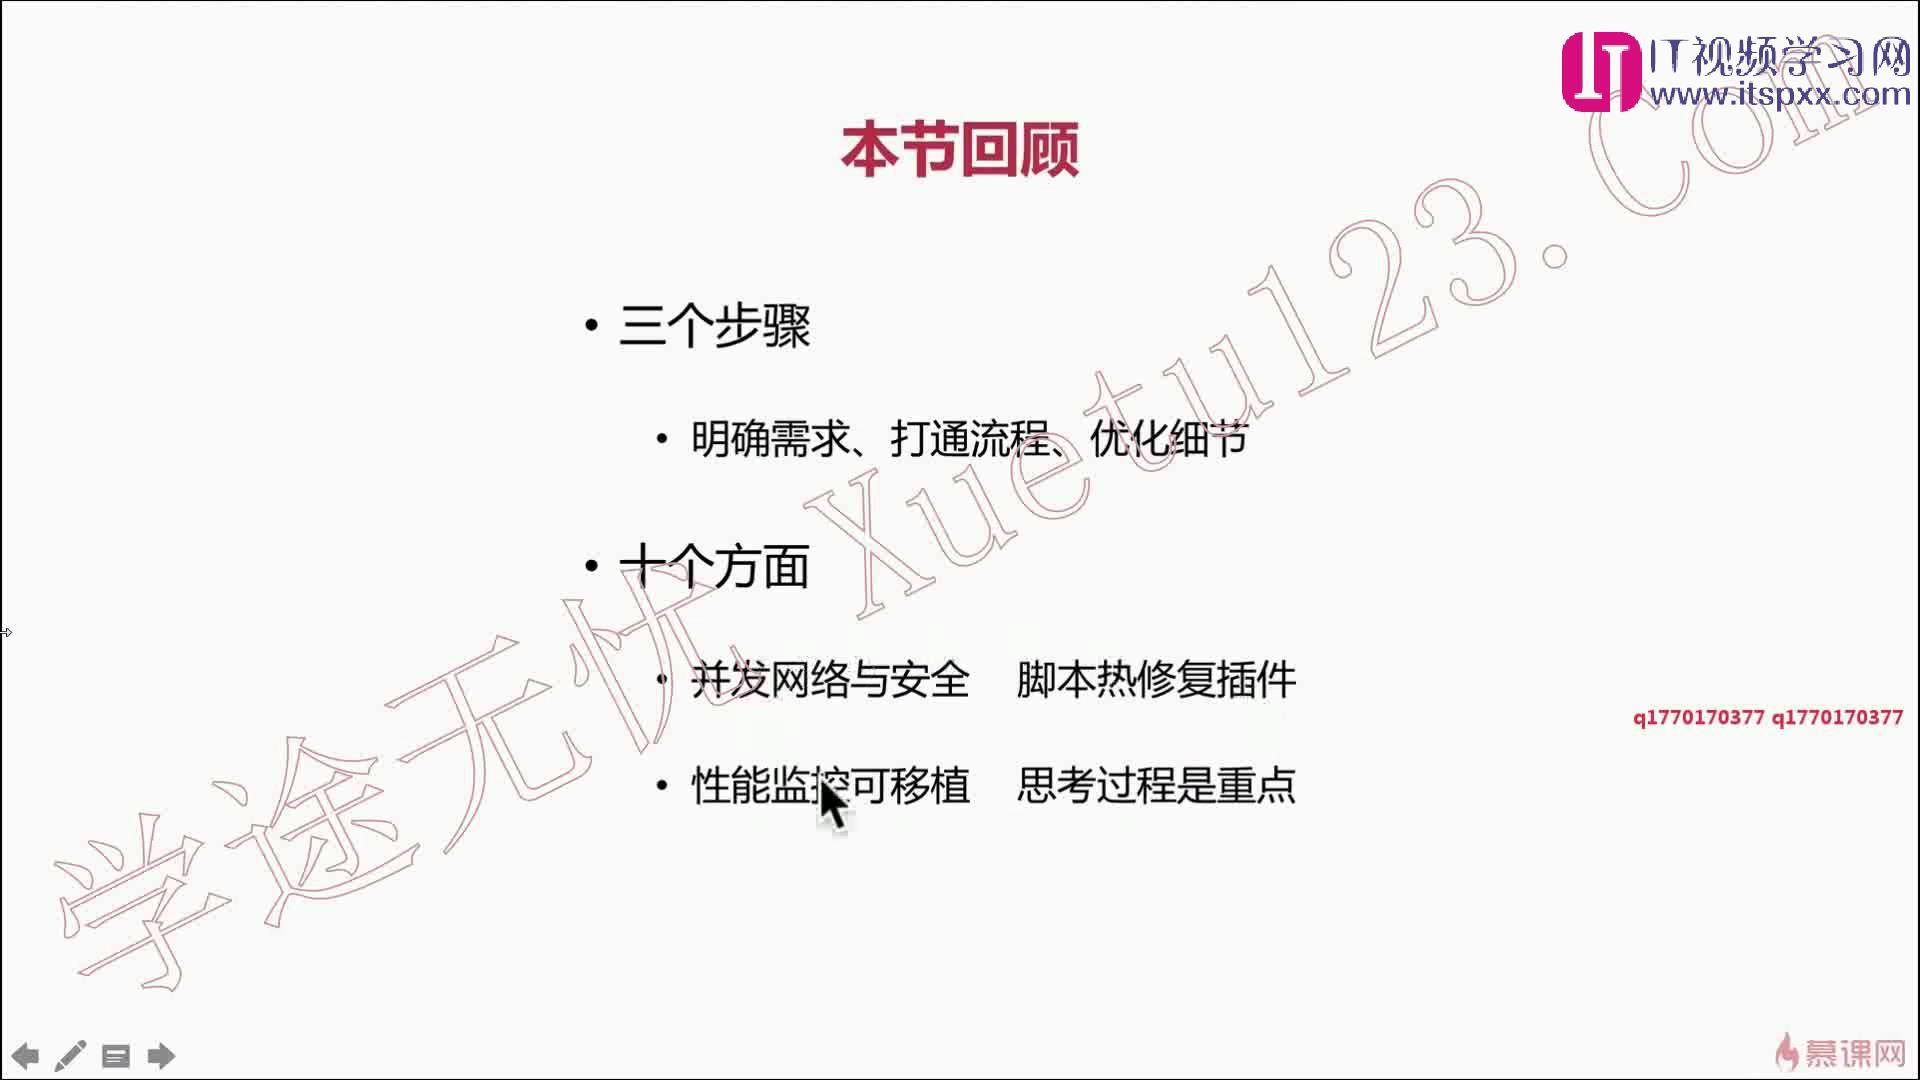 IT视频学习网
www.itspxx.com
本节回顾
• 三个步骤
• 明确需求、打通流程、优化细节
• 十个方面
• 并发网络与安全 脚本热修复插件
q1770170377 q1770170377
• 性能监控可移植 思考过程是重点
学途无忧 Xuetu123.Com
慕课网